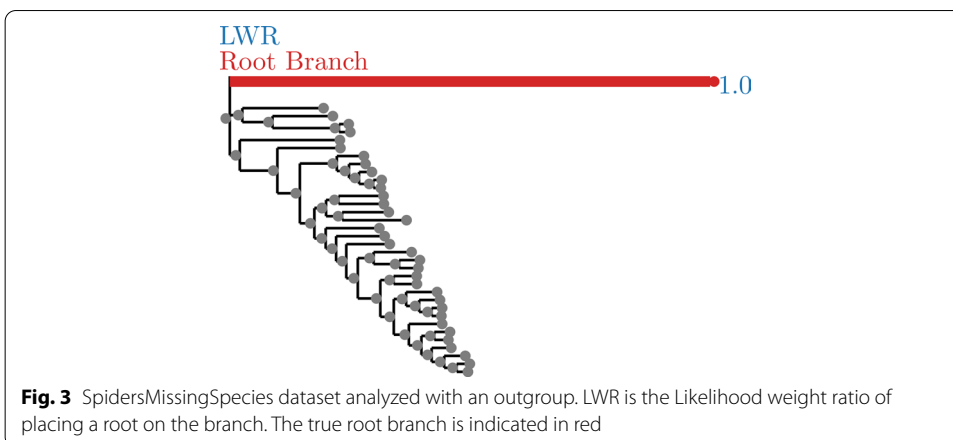 LWR
Root Branch
1.0
Fig. 3 SpidersMissingSpecies dataset analyzed with an outgroup. LWR is the Likelihood weight ratio of
placing a root on the branch. The true root branch is indicated in red